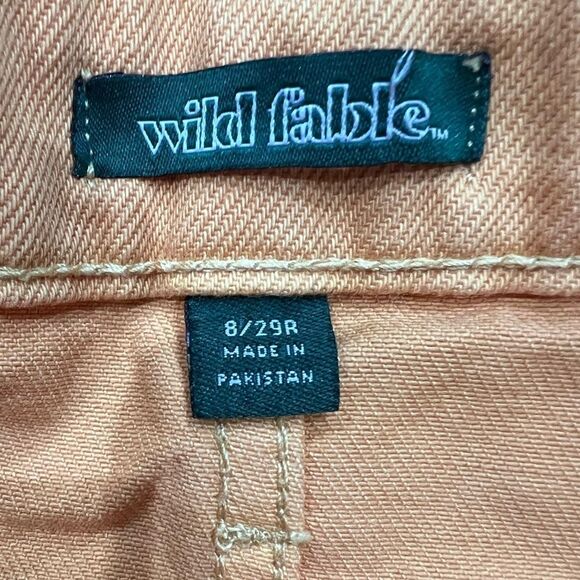 wild fable™
8/29R
MADE IN
PAKISTAN